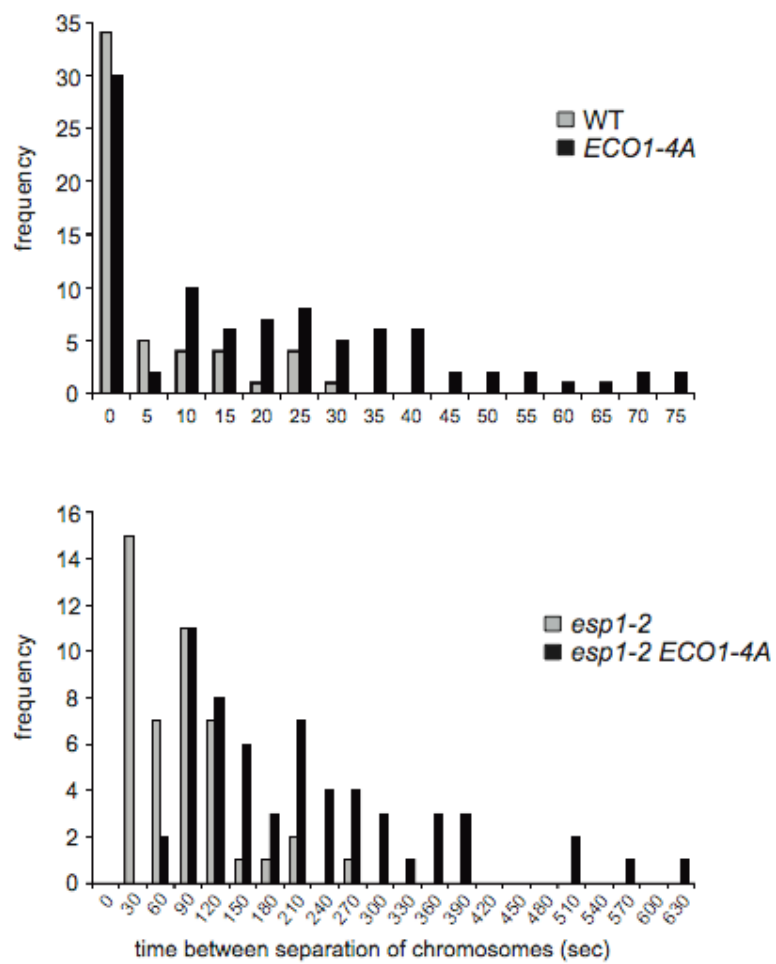 35
30
25
20
15
10
5
0
frequency
WT
ECO1-4A
0 5 10 15 20 25 30 35 40 45 50 55 60 65 70 75
16
14
12
10
8
6
4
2
0
frequency
esp1-2
esp1-2 ECO1-4A
0 30 60 90 120 150 180 210 240 270 300 330 360 390 420 450 480 510 540 570 600 630
time between separation of chromosomes (sec)